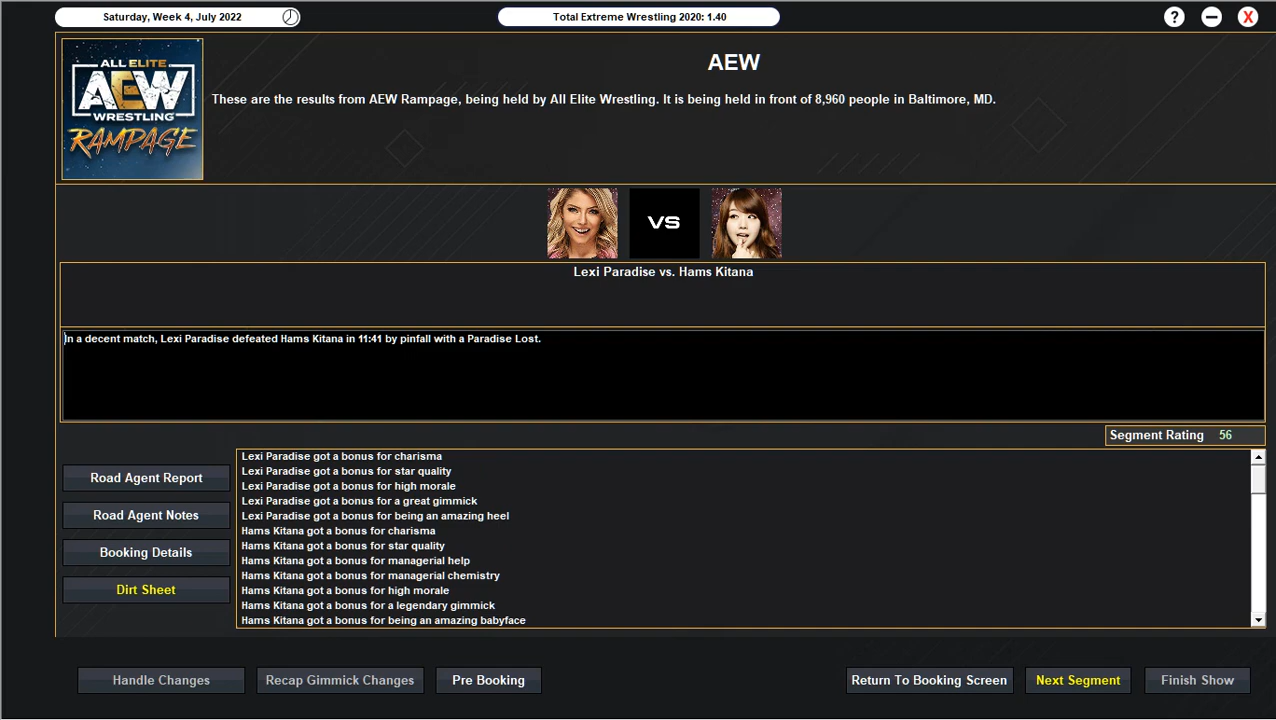 Saturday, Week 4, July 2022
Total Extreme Wrestling 2020: 1.40
?
X
ALL ELITE
AEW
WRESTLING
RAMPAGE
AEW
These are the results from AEW Rampage, being held by All Elite Wrestling. It is being held in front of 8,960 people in Baltimore, MD.
VS
Lexi Paradise vs. Hams Kitana
In a decent match, Lexi Paradise defeated Hams Kitana in 11:41 by pinfall with a Paradise Lost.
Segment Rating 56
Road Agent Report
Road Agent Notes
Booking Details
Dirt Sheet
Lexi Paradise got a bonus for charisma
Lexi Paradise got a bonus for star quality
Lexi Paradise got a bonus for high morale
Lexi Paradise got a bonus for a great gimmick
Lexi Paradise got a bonus for being an amazing heel
Hams Kitana got a bonus for charisma
Hams Kitana got a bonus for star quality
Hams Kitana got a bonus for managerial help
Hams Kitana got a bonus for managerial chemistry
Hams Kitana got a bonus for high morale
Hams Kitana got a bonus for a legendary gimmick
Hams Kitana got a bonus for being an amazing babyface
Handle Changes
Recap Gimmick Changes
Pre Booking
Return To Booking Screen
Next Segment
Finish Show